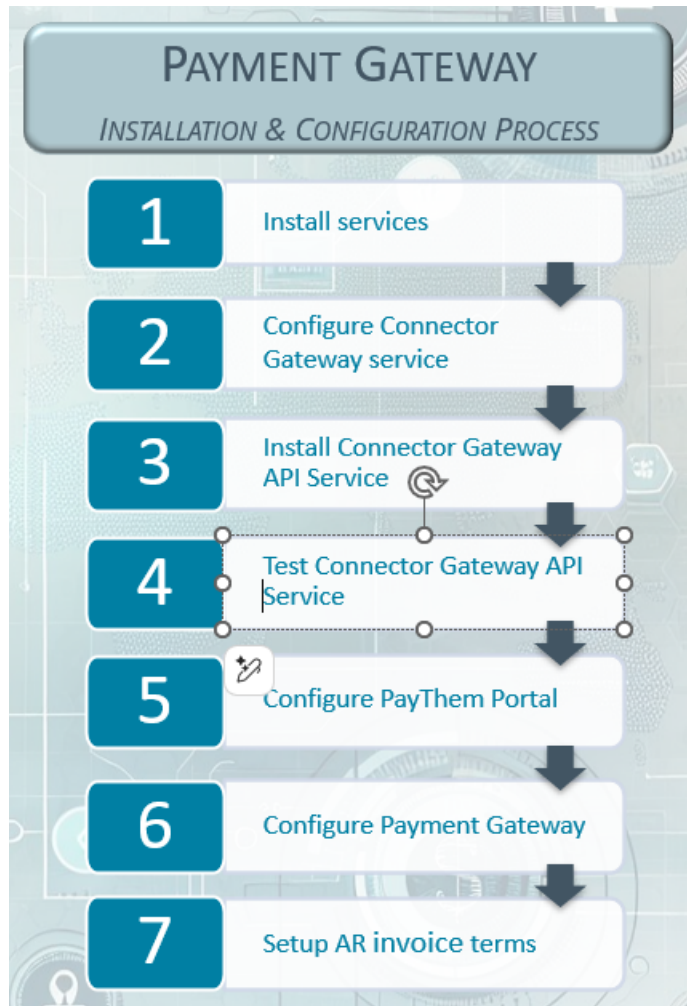 PAYMENT GATEWAY
INSTALLATION & CONFIGURATION PROCESS
1
Install services
2
Configure Connector
Gateway service
3
Install Connector Gateway
API Service
4
Test Connector Gateway API
Service
5
Configure PayThem Portal
6
Configure Payment Gateway
7
Setup AR invoice terms